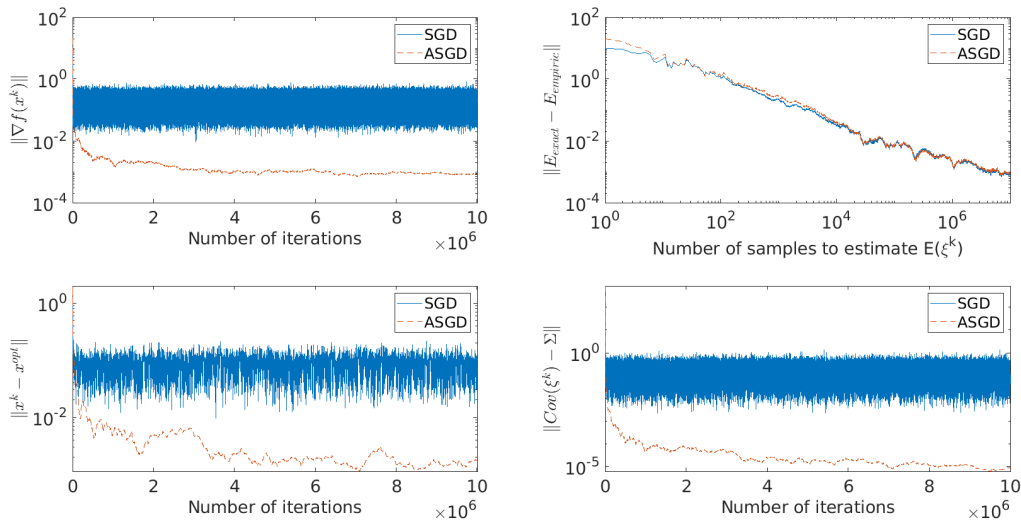 10^2
10^0
10^-2
10^-4
‖∇f(x^k)‖
SGD
ASGD
0 2 4 6 8 10
Number of iterations
×10^6
10^2
10^0
10^-2
10^-4
‖E_exact − E_empiric‖
SGD
ASGD
10^0 10^2 10^4 10^6
Number of samples to estimate E(ξ^k)
10^0
10^-2
‖x^k − x^opt‖
SGD
ASGD
0 2 4 6 8 10
Number of iterations
×10^6
10^0
10^-5
‖Cov(ξ^k) − Σ‖
SGD
ASGD
0 2 4 6 8 10
Number of iterations
×10^6